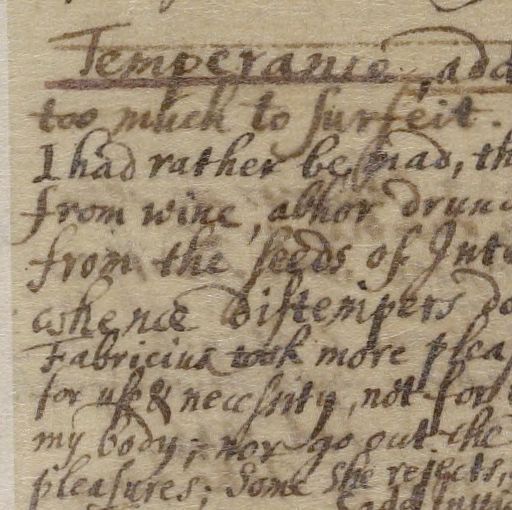 Temperance, add
too much to surfeit.
I had rather be mad, th
from wine, abhor drun
from the seeds of Inte
whence distempers do
Fabricius took more pleas
for use & necessity, not for
my body; nor go out the
pleasures; Some she rejects,